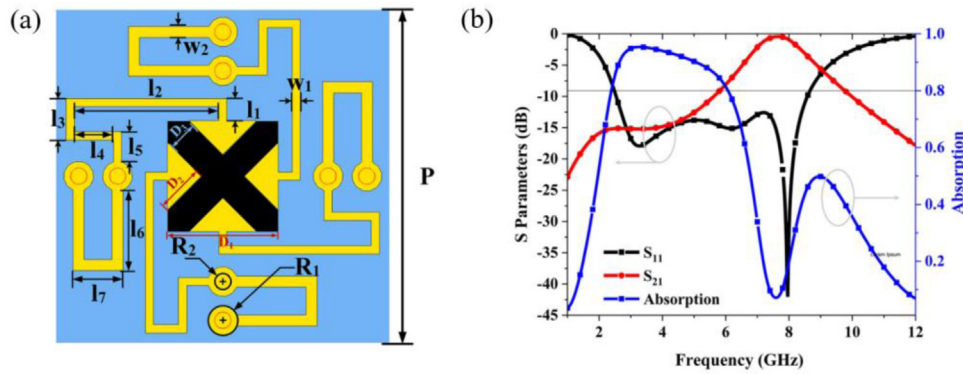 (a)
W₂
l₂
W₁
l₃
l₁
l₄
l₅
D₂
D₁
P
l₆
R₂
R₁
l₇
(b)
0
-5
-10
-15
-20
-25
-30
-35
-40
-45
S Parameters (dB)
S₁₁
S₂₁
Absorption
Lorem Ipsum
2
4
6
8
10
12
Frequency (GHz)
1.0
0.8
0.6
0.4
0.2
Absorption